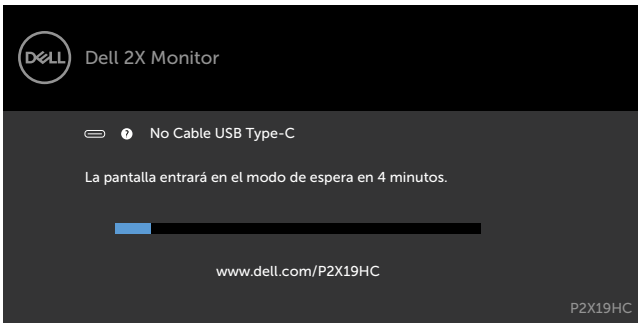 DELL
Dell 2X Monitor
? No Cable USB Type-C
La pantalla entrará en el modo de espera en 4 minutos.
www.dell.com/P2X19HC
P2X19HC